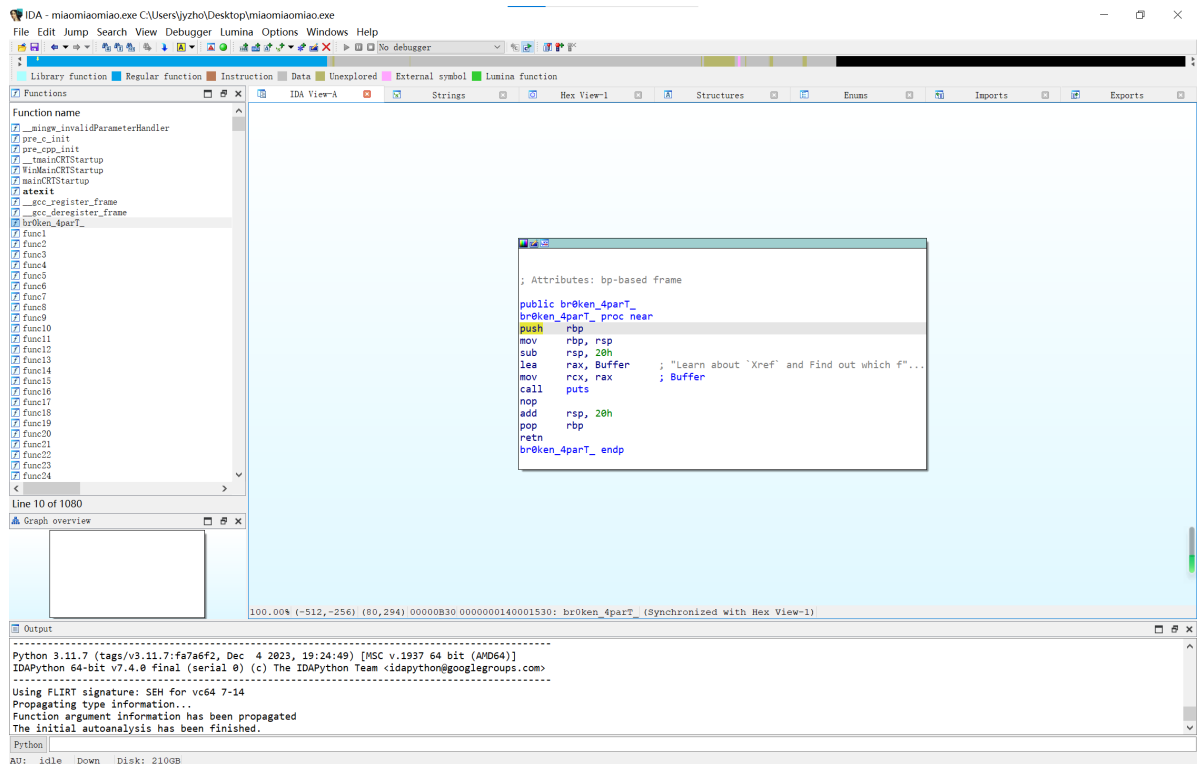 IDA - miaomiaomiao.exe C:\Users\jyzho\Desktop\miaomiaomiao.exe
File Edit Jump Search View Debugger Lumina Options Windows Help
No debugger
Library function Regular function Instruction Data Unexplored External symbol Lumina function
Functions
IDA View-A Strings Hex View-1 Structures Enums Imports Exports
Function name
__mingw_invalidParameterHandler
pre_c_init
pre_cpp_init
__tmainCRTStartup
WinMainCRTStartup
mainCRTStartup
atexit
__gcc_register_frame
__gcc_deregister_frame
br0ken_4parT_
func1
func2
func3
func4
func5
func6
func7
func8
func9
func10
func11
func12
func13
func14
func15
func16
func17
func18
func19
func20
func21
func22
func23
func24
Line 10 of 1080
Graph overview
; Attributes: bp-based frame
public br0ken_4parT_
br0ken_4parT_ proc near
push rbp
mov rbp, rsp
sub rsp, 20h
lea rax, Buffer ; "Learn about `Xref` and Find out which f"...
mov rcx, rax ; Buffer
call puts
nop
add rsp, 20h
pop rbp
retn
br0ken_4parT_ endp
100.00% (-512,-256) (80,294) 00000B30 0000000140001530: br0ken_4parT_ (Synchronized with Hex View-1)
Output
Python 3.11.7 (tags/v3.11.7:fa7a6f2, Dec 4 2023, 19:24:49) [MSC v.1937 64 bit (AMD64)]
IDAPython 64-bit v7.4.0 final (serial 0) (c) The IDAPython Team <idapython@googlegroups.com>
Using FLIRT signature: SEH for vc64 7-14
Propagating type information...
Function argument information has been propagated
The initial autoanalysis has been finished.
Python
AU: idle Down Disk: 210GB